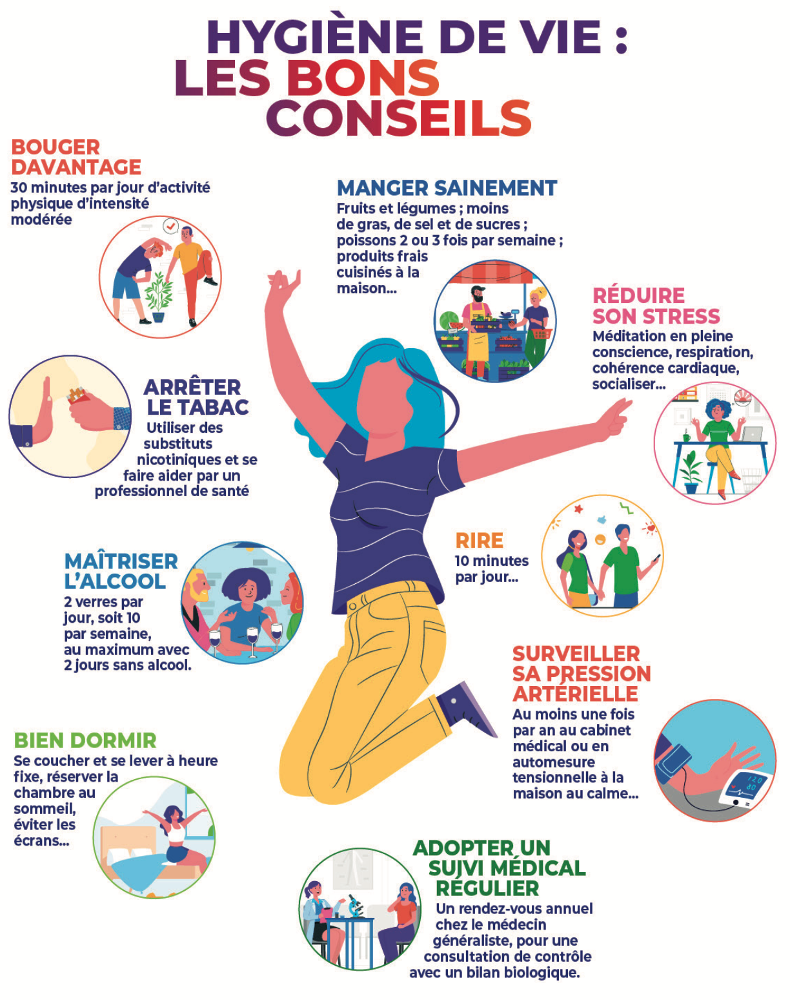 HYGIÈNE DE VIE :
LES BONS
CONSEILS
BOUGER
DAVANTAGE
30 minutes par jour d’activité
physique d’intensité
modérée
MANGER SAINEMENT
Fruits et légumes ; moins
de gras, de sel et de sucres ;
poissons 2 ou 3 fois par semaine ;
produits frais
cuisinés à la
maison...
RÉDUIRE
SON STRESS
Méditation en pleine
conscience, respiration,
cohérence cardiaque,
socialiser...
ARRÊTER
LE TABAC
Utiliser des
substituts
nicotiniques et se
faire aider par un
professionnel de santé
RIRE
10 minutes
par jour...
MAÎTRISER
L’ALCOOL
2 verres par
jour, soit 10
par semaine,
au maximum avec
2 jours sans alcool.
SURVEILLER
SA PRESSION
ARTÉRIELLE
Au moins une fois
par an au cabinet
médical ou en
automesure
tensionnelle à la
maison au calme...
120
80
BIEN DORMIR
Se coucher et se lever à heure
fixe, réserver la
chambre au
sommeil,
éviter les
écrans...
ADOPTER UN
SUIVI MÉDICAL
RÉGULIER
Un rendez-vous annuel
chez le médecin
généraliste, pour une
consultation de contrôle
avec un bilan biologique.